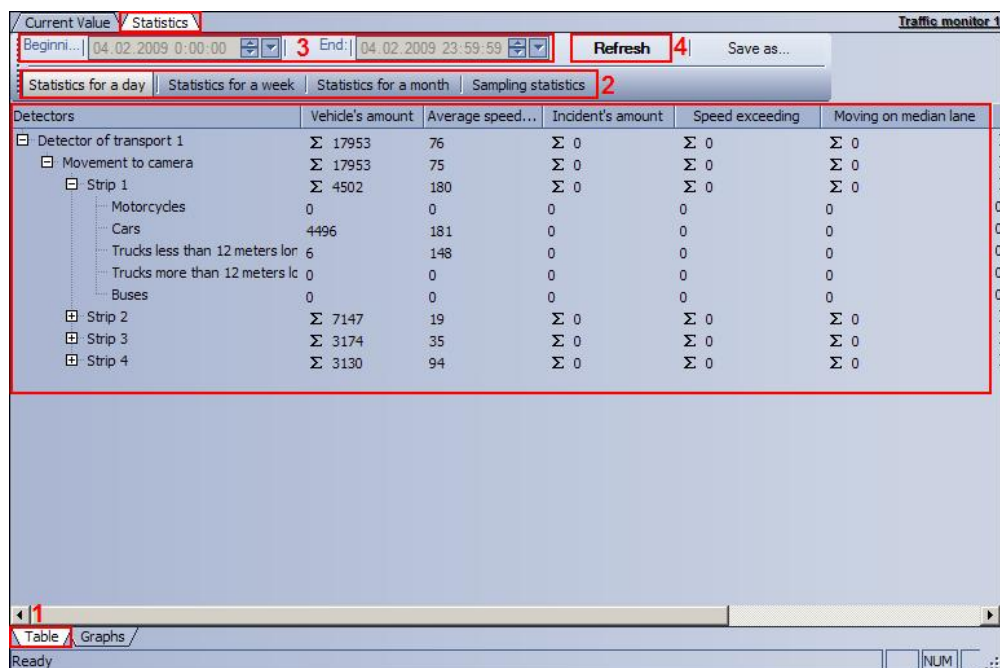 Current Value Statistics Traffic monitor 1
Beginni... 04.02.2009 0:00:00 3 End: 04.02.2009 23:59:59 Refresh 4 Save as...
Statistics for a day Statistics for a week Statistics for a month Sampling statistics 2
Detectors Vehicle's amount Average speed... Incident's amount Speed exceeding Moving on median lane
Detector of transport 1 Σ 17953 76 Σ 0 Σ 0 Σ 0
Movement to camera Σ 17953 75 Σ 0 Σ 0 Σ 0
Strip 1 Σ 4502 180 Σ 0 Σ 0 Σ 0
Motorcycles 0 0 0 0 0
Cars 4496 181 0 0 0
Trucks less than 12 meters lon 6 148 0 0 0
Trucks more than 12 meters lo 0 0 0 0 0
Buses 0 0 0 0 0
Strip 2 Σ 7147 19 Σ 0 Σ 0 Σ 0
Strip 3 Σ 3174 35 Σ 0 Σ 0 Σ 0
Strip 4 Σ 3130 94 Σ 0 Σ 0 Σ 0
1
Table Graphs
Ready NUM